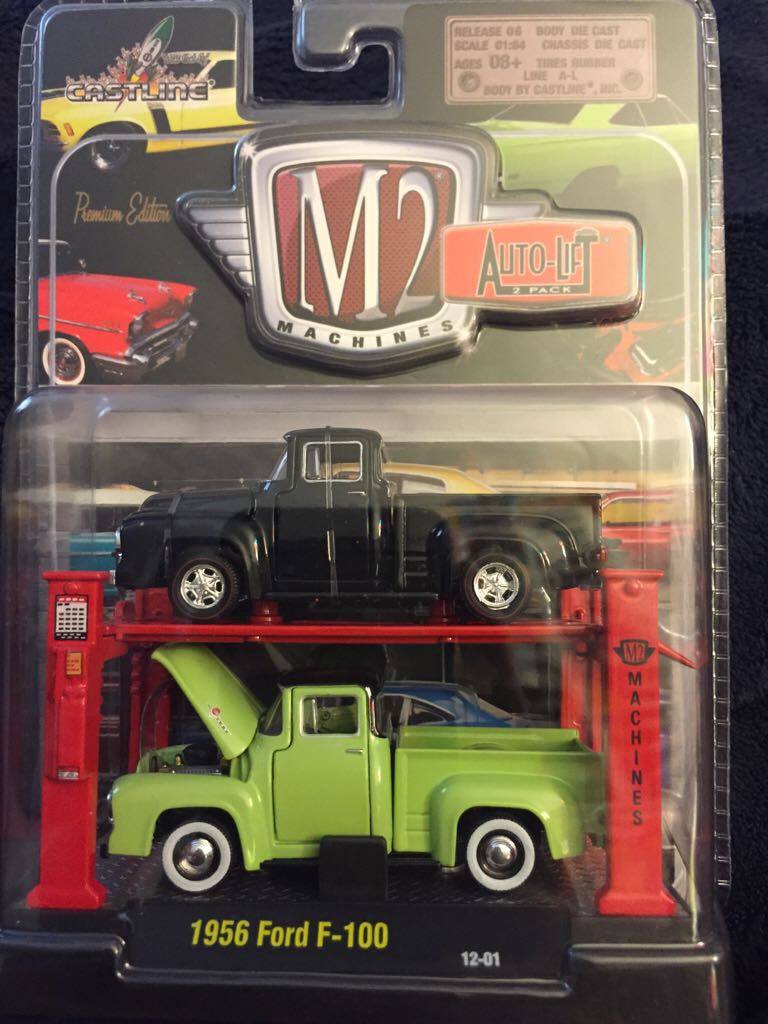 CASTLINE
RELEASE 06 BODY DIE CAST
SCALE 01:64 CHASSIS DIE CAST
AGES 08+ TIRES RUBBER
LINE A-L
BODY BY CASTLINE®, INC.
Premium Edition
M2
MACHINES
AUTO-LIFT
2 PACK
M2
MACHINES
1956 Ford F-100
12-01